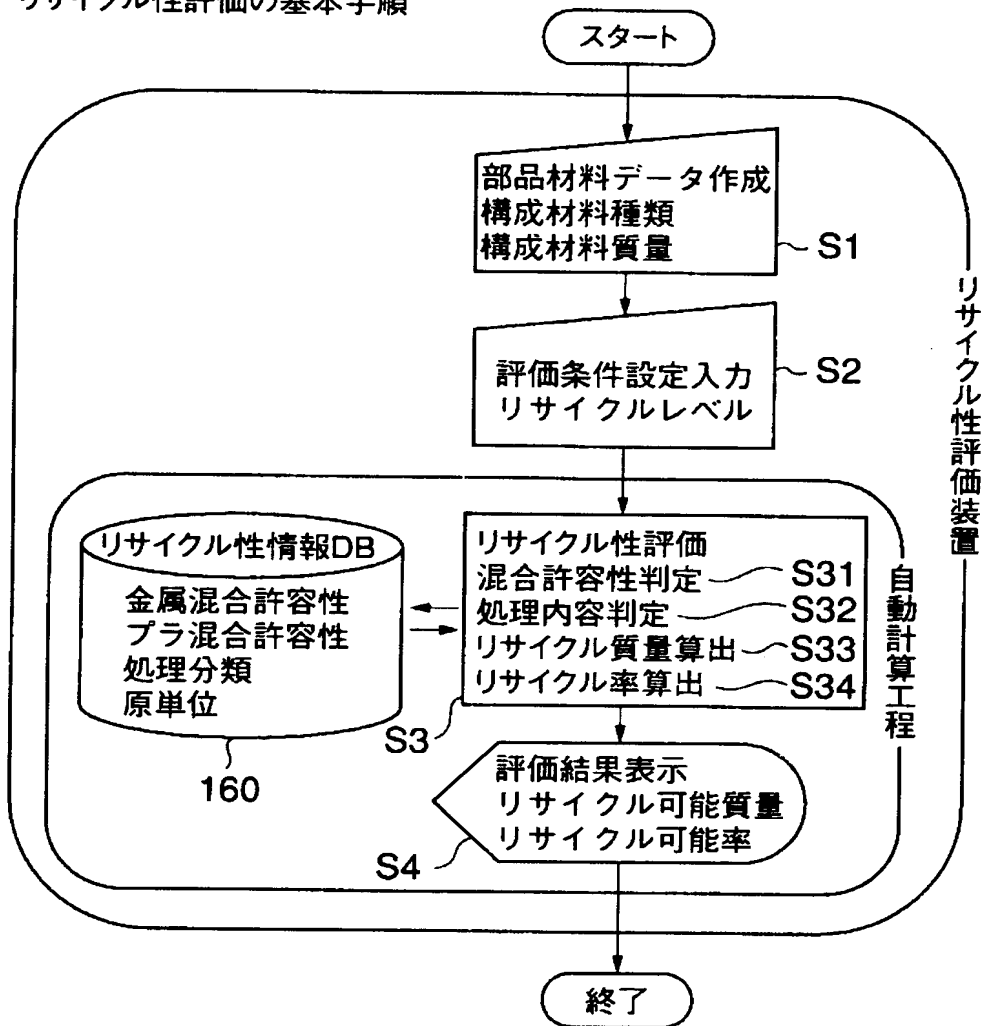 リサイクル性評価の基本手順
スタート
部品材料データ作成
構成材料種類
構成材料質量
S1
評価条件設定入力
リサイクルレベル
S2
リサイクル性評価装置
リサイクル性情報DB
金属混合許容性
プラ混合許容性
処理分類
原単位
160
リサイクル性評価
混合許容性判定 S31
処理内容判定 S32
リサイクル質量算出 S33
リサイクル率算出 S34
S3
自動計算工程
評価結果表示
リサイクル可能質量
リサイクル可能率
S4
終了